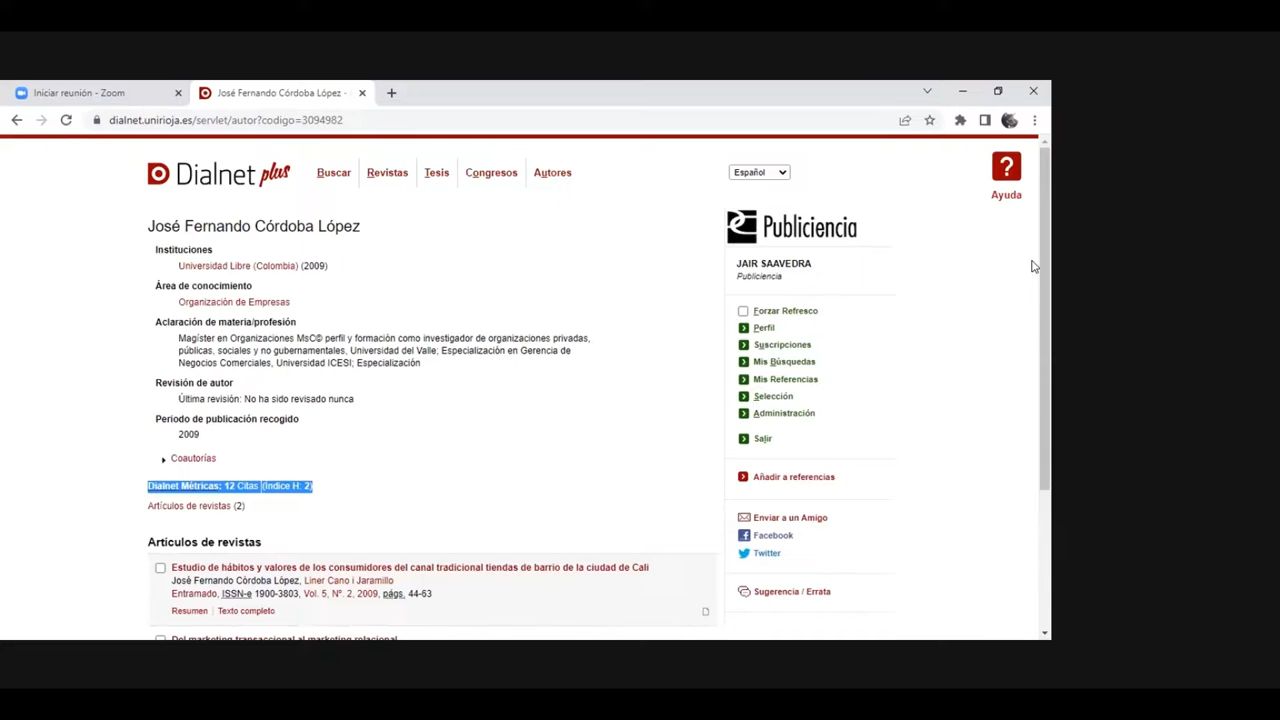 Iniciar reunión - Zoom
José Fernando Córdoba López -
dialnet.unirioja.es/servlet/autor?codigo=3094982
Dialnet plus
Buscar
Revistas
Tesis
Congresos
Autores
Español
?
Ayuda
José Fernando Córdoba López
Instituciones
Universidad Libre (Colombia) (2009)
Área de conocimiento
Organización de Empresas
Aclaración de materia/profesión
Magíster en Organizaciones MsC© perfil y formación como investigador de organizaciones privadas,
públicas, sociales y no gubernamentales, Universidad del Valle; Especialización en Gerencia de
Negocios Comerciales, Universidad ICESI; Especialización
Revisión de autor
Última revisión: No ha sido revisado nunca
Periodo de publicación recogido
2009
Coautorías
Dialnet Métricas: 12 Citas (Índice H: 2)
Artículos de revistas (2)
Artículos de revistas
Estudio de hábitos y valores de los consumidores del canal tradicional tiendas de barrio de la ciudad de Cali
José Fernando Córdoba López, Liner Cano i Jaramillo
Entramado, ISSN-e 1900-3803, Vol. 5, Nº. 2, 2009, págs. 44-63
Resumen | Texto completo
Del marketing transaccional al marketing relacional
Publiciencia
JAIR SAAVEDRA
Publiciencia
Forzar Refresco
Perfil
Suscripciones
Mis Búsquedas
Mis Referencias
Selección
Administración
Salir
Añadir a referencias
Enviar a un Amigo
Facebook
Twitter
Sugerencia / Errata